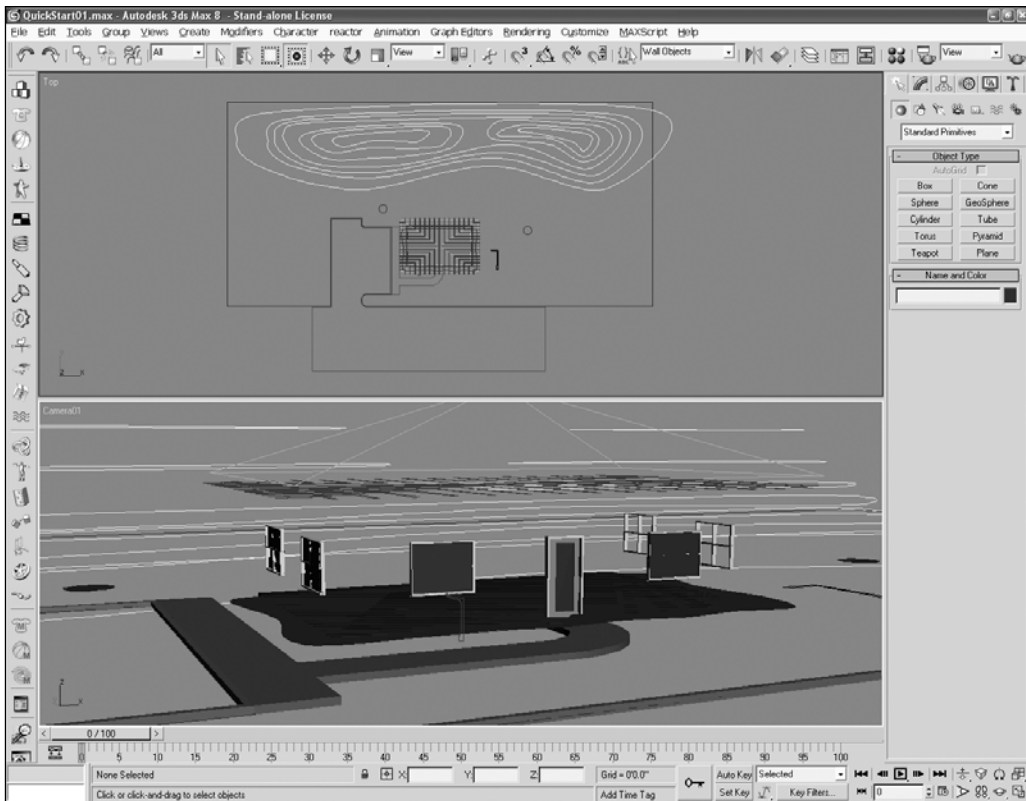 QuickStart01.max - Autodesk 3ds Max 8 - Stand-alone License
File Edit Tools Group Views Create Modifiers Character reactor Animation Graph Editors Rendering Customize MAXScript Help
All View Wall Objects View
Top
Standard Primitives
- Object Type
AutoGrid
Box Cone
Sphere GeoSphere
Cylinder Tube
Torus Pyramid
Teapot Plane
- Name and Color
Camera01
< 0 / 100 >
0 5 10 15 20 25 30 35 40 45 50 55 60 65 70 75 80 85 90 95 100
None Selected X: Y: Z: Grid = 0'0.0" Auto Key Selected
Click or click-and-drag to select objects Add Time Tag Set Key Key Filters... 0